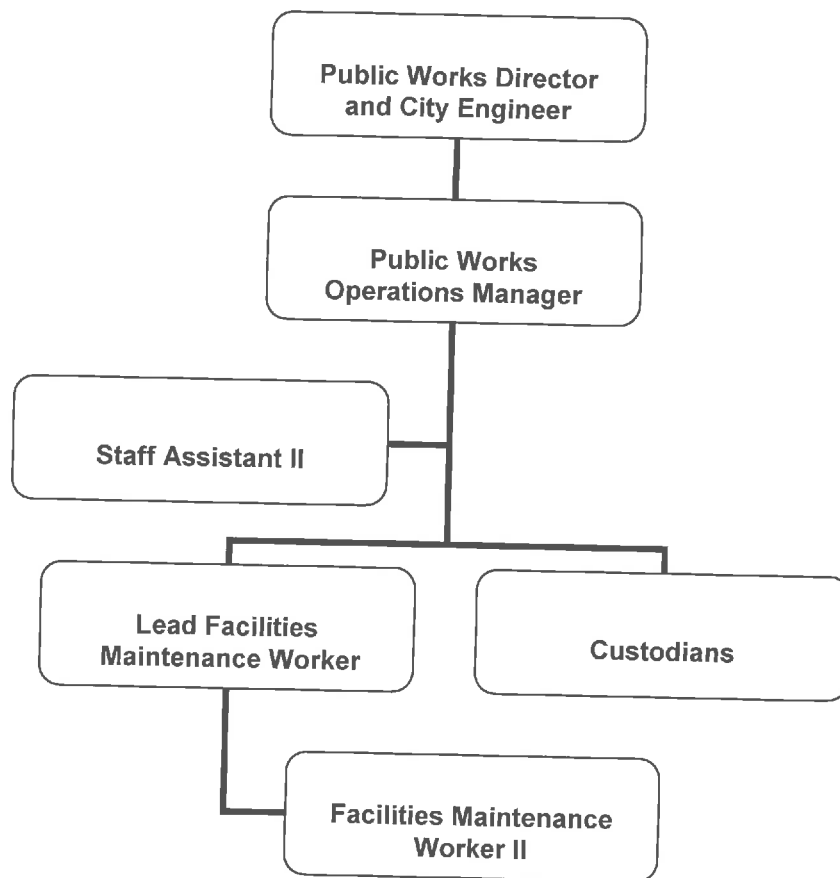 Public Works Director
and City Engineer
Public Works
Operations Manager
Staff Assistant II
Lead Facilities
Maintenance Worker
Custodians
Facilities Maintenance
Worker II